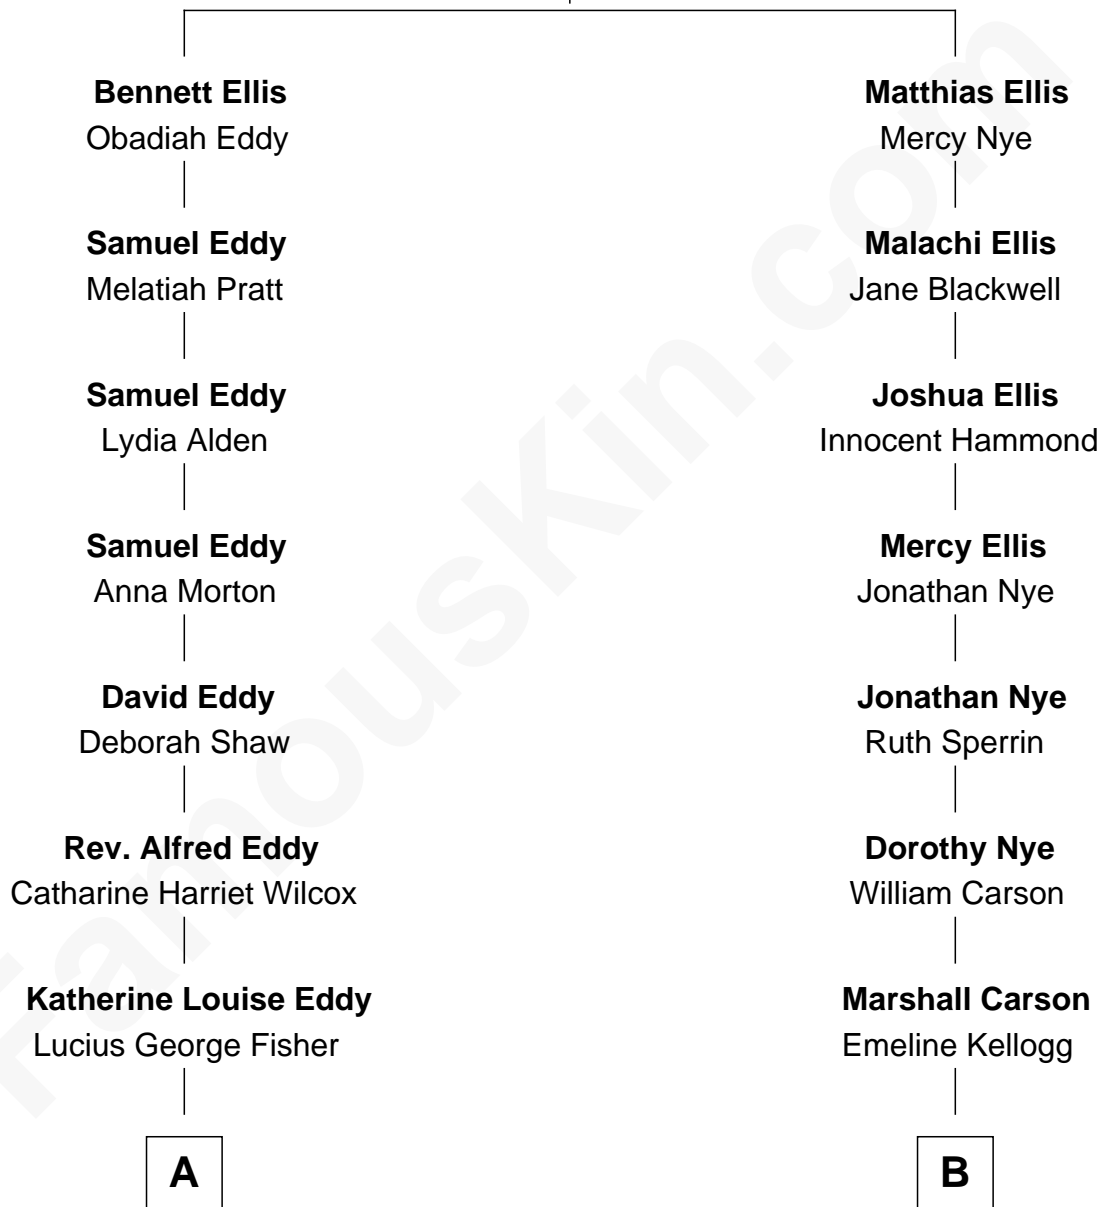 Bennett Ellis
Obadiah Eddy
Samuel Eddy
Melatiah Pratt
Samuel Eddy
Lydia Alden
Samuel Eddy
Anna Morton
David Eddy
Deborah Shaw
Rev. Alfred Eddy
Catharine Harriet Wilcox
Katherine Louise Eddy
Lucius George Fisher
A
Matthias Ellis
Mercy Nye
Malachi Ellis
Jane Blackwell
Joshua Ellis
Innocent Hammond
Mercy Ellis
Jonathan Nye
Jonathan Nye
Ruth Sperrin
Dorothy Nye
William Carson
Marshall Carson
Emeline Kellogg
B
FamousKin.com